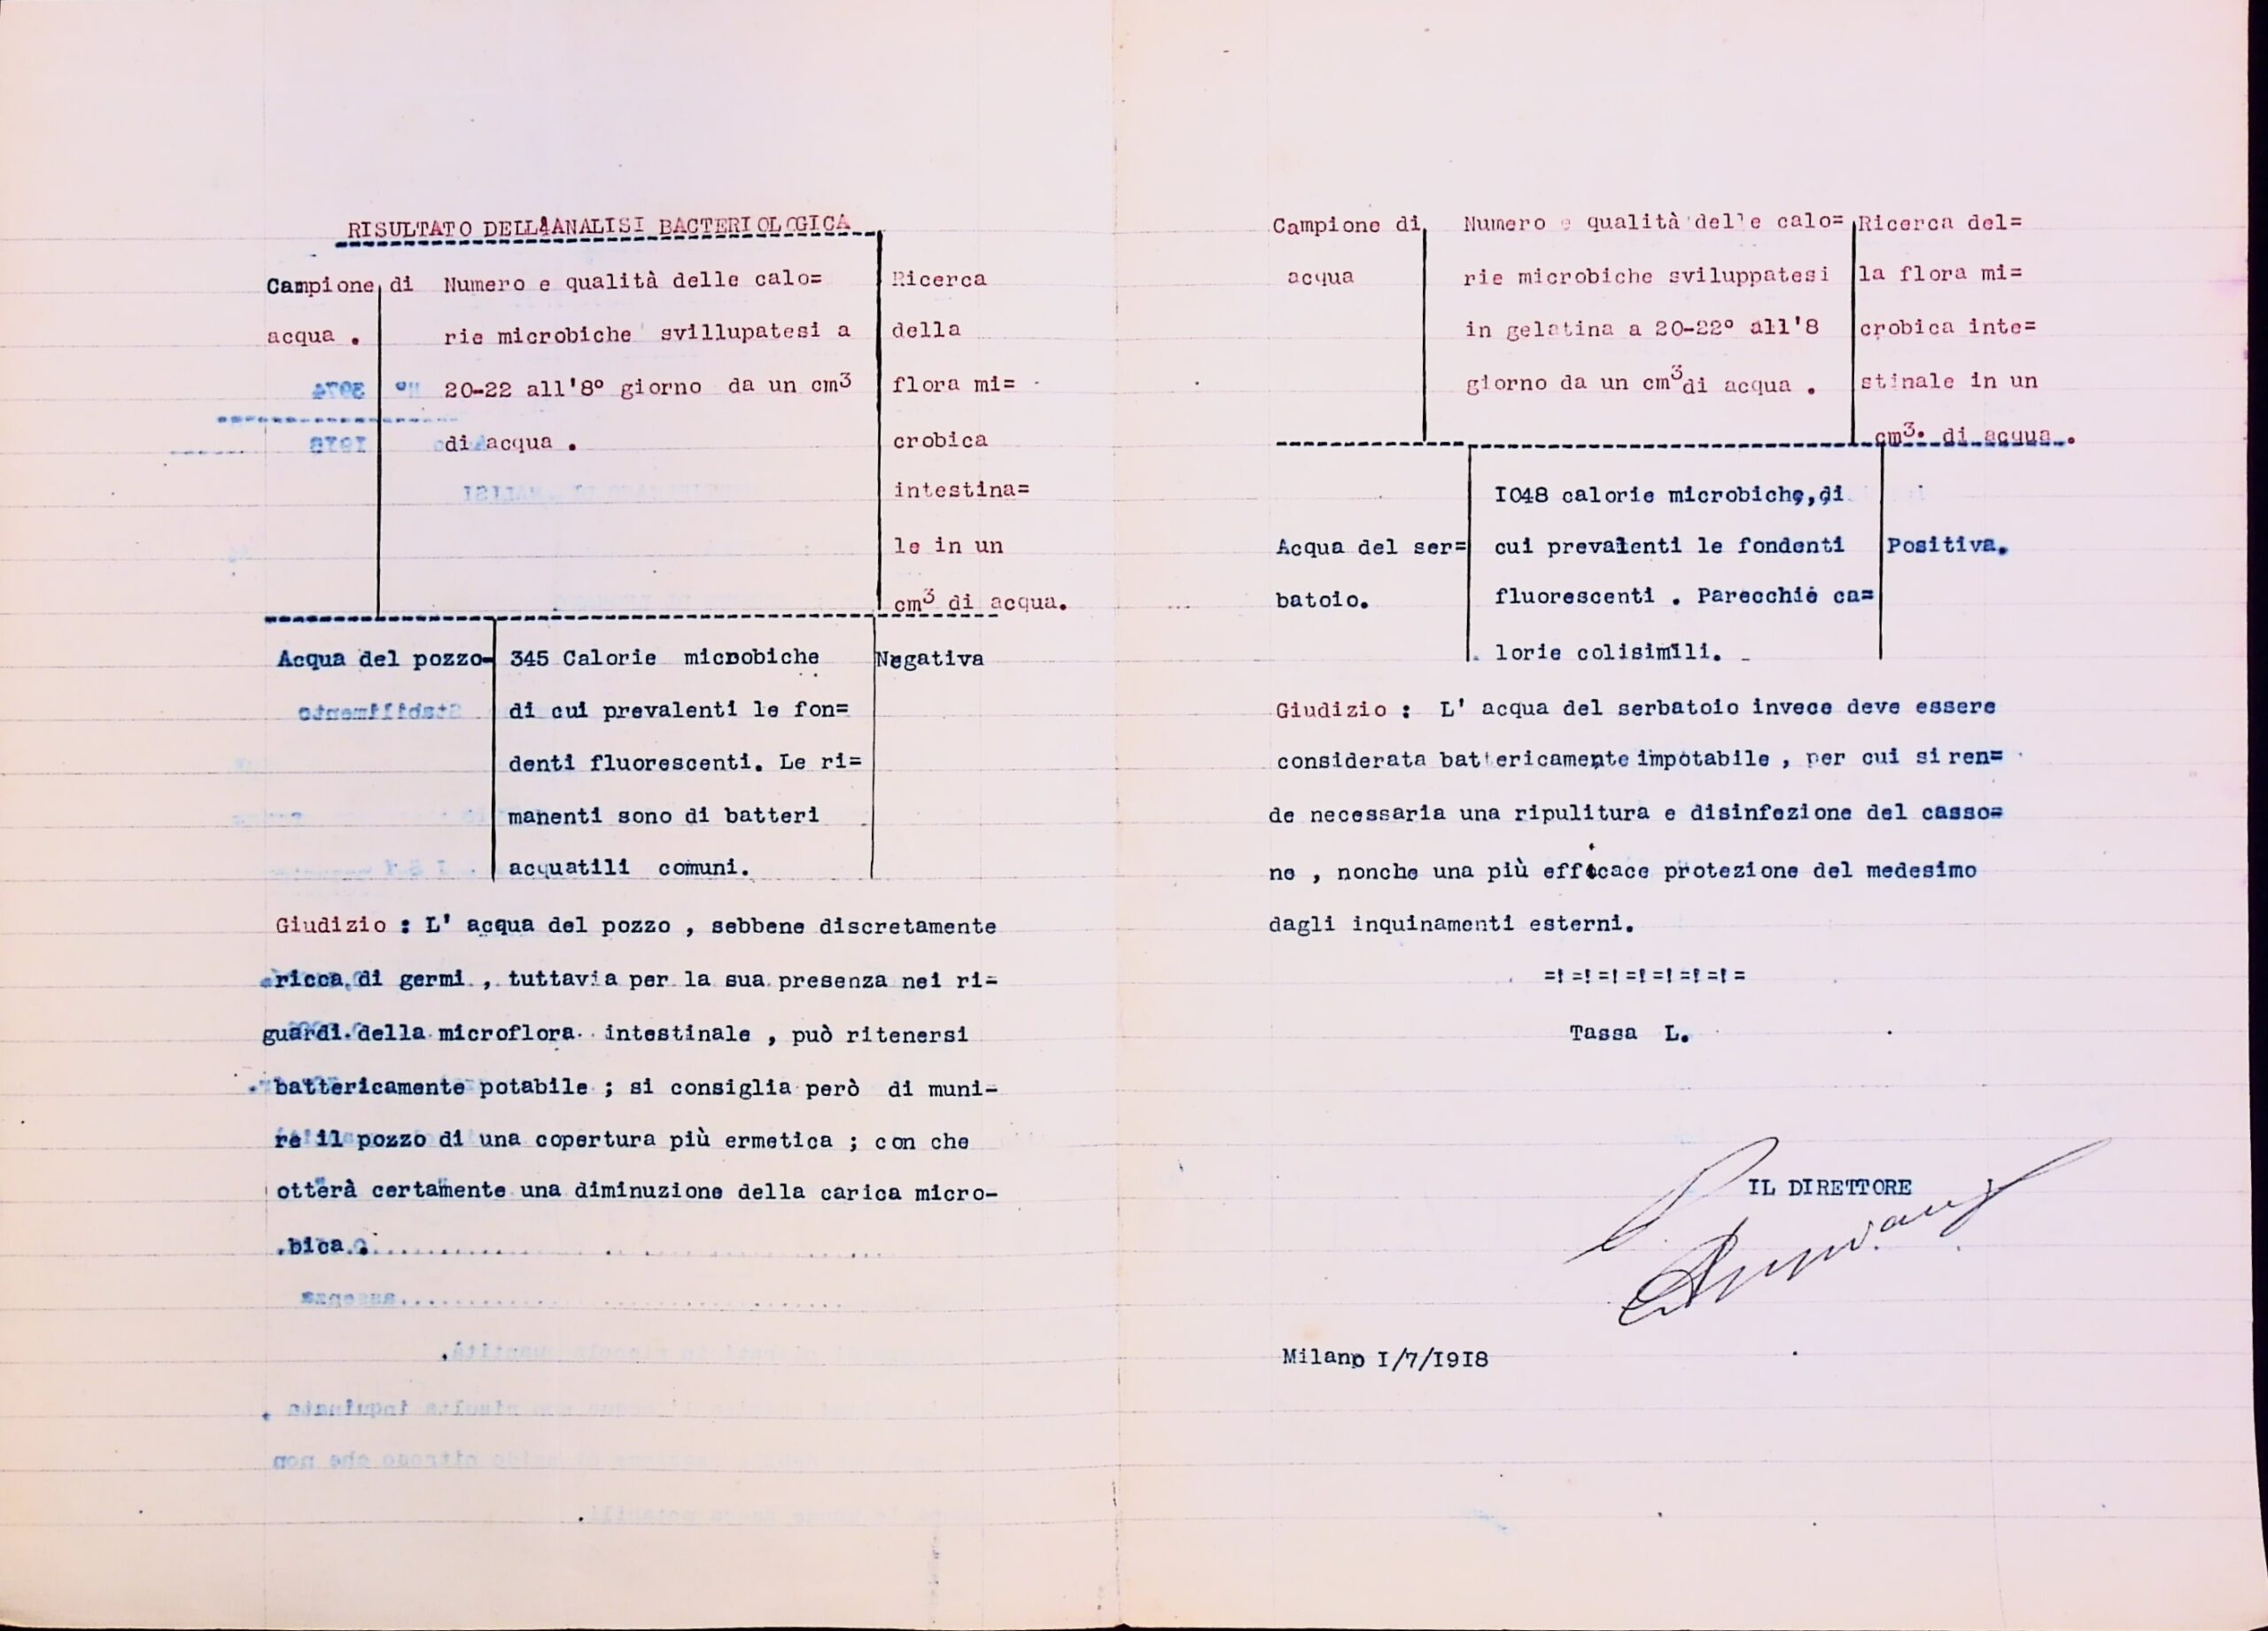 RISULTATO DELL'ANALISI BACTERIOLOGICA
Campione di
acqua .
Numero e qualità delle calo=
rie microbiche svillupatesi a
20-22 all'8º giorno da un cm3
di acqua .
Ricerca
della
flora mi=
crobica
intestina=
le in un
cm3 di acqua.
Acqua del pozzo-
345 Calorie microbiche
di cui prevalenti le fon=
denti fluorescenti. Le ri=
manenti sono di batteri
acquatili comuni.
Negativa
Giudizio : L' acqua del pozzo , sebbene discretamente
ricca di germi , tuttavia per la sua presenza nei ri=
guardi della microflora intestinale , può ritenersi
battericamente potabile ; si consiglia però di muni-
re il pozzo di una copertura più ermetica ; con che
otterà certamente una diminuzione della carica micro-
bica .
Campione di
acqua
Numero e qualità delle calo=
rie microbiche sviluppatesi
in gelatina a 20-22º all'8
giorno da un cm3 di acqua .
Ricerca del=
la flora mi=
crobica inte=
stinale in un
cm3. di acqua .
Acqua del ser=
batoio.
I048 calorie microbiche, di
cui prevalenti le fondenti
fluorescenti . Parecchie ca=
lorie colisimili.
Positiva.
Giudizio : L' acqua del serbatoio invece deve essere
considerata battericamente impotabile , per cui si ren=
de necessaria una ripulitura e disinfezione del casso=
ne , nonche una più efficace protezione del medesimo
dagli inquinamenti esterni.
=!=!=!=!=!=!=!=
Tassa L.
IL DIRETTORE
Milano I/7/I9I8